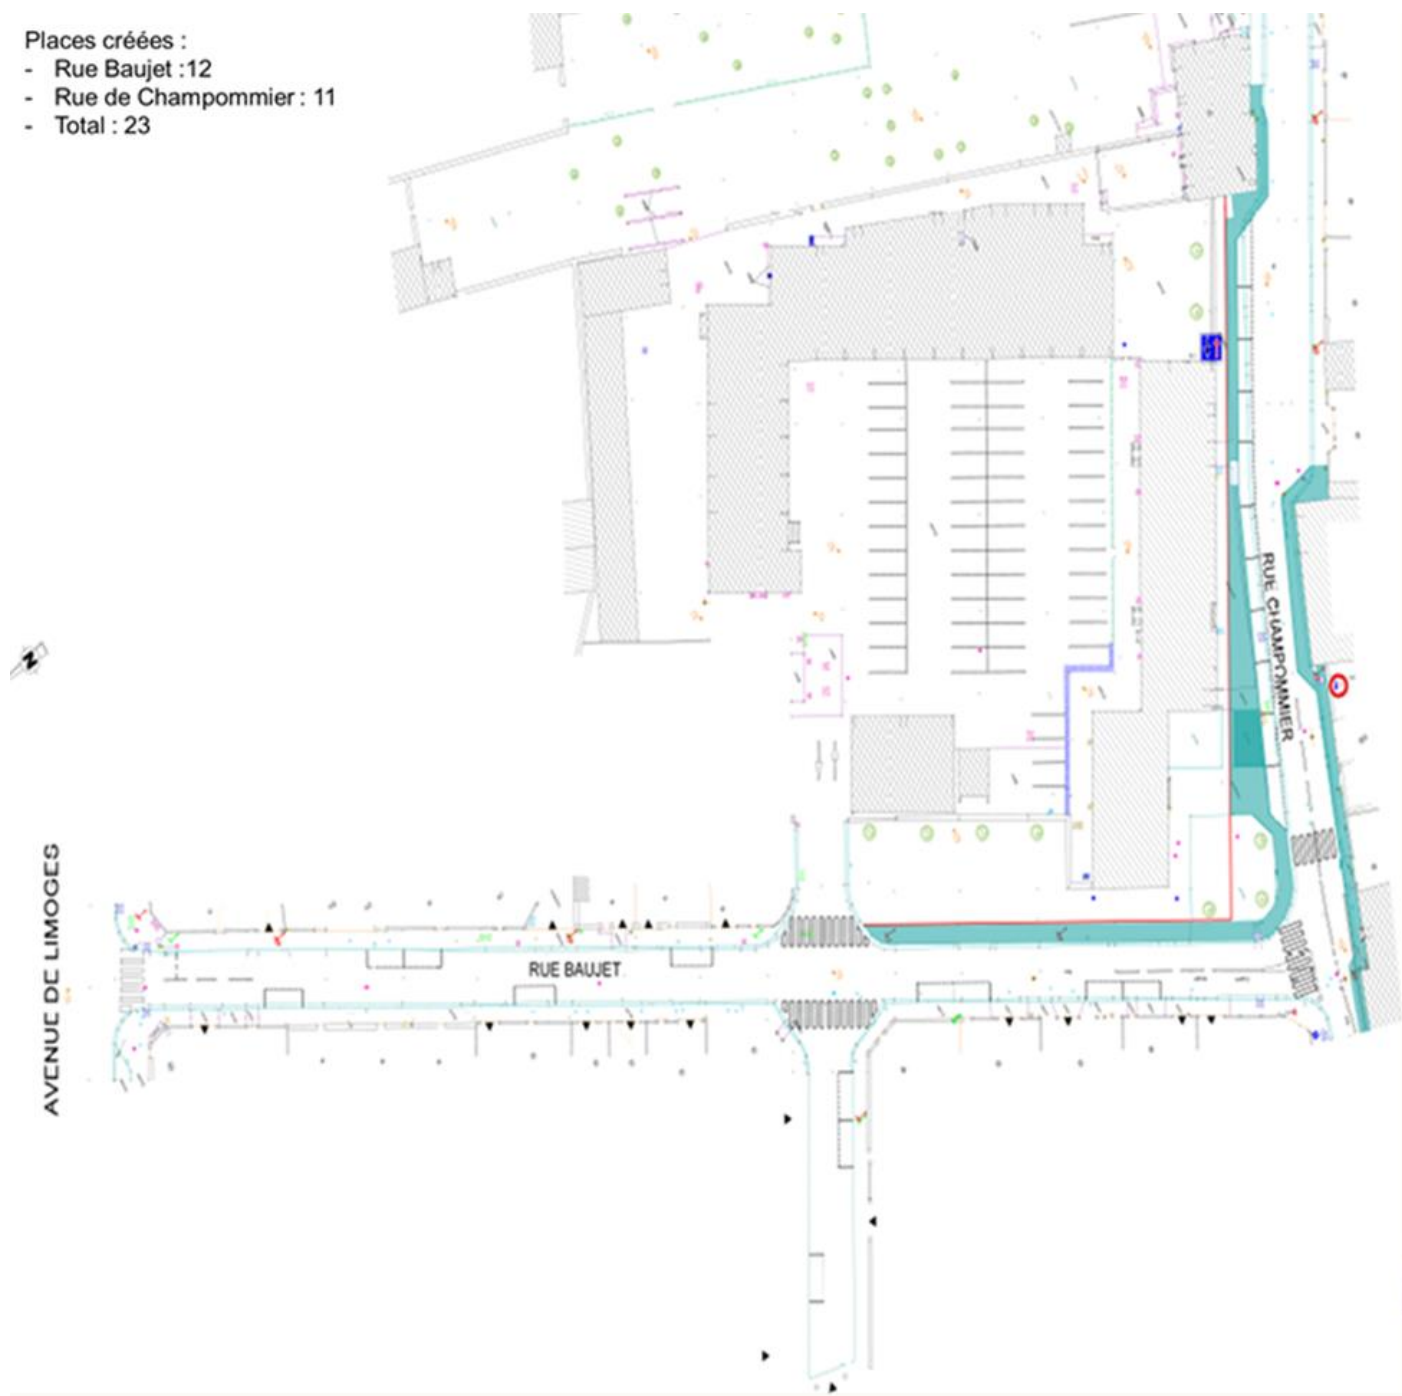 Places créées :
- Rue Baujet :12
- Rue de Champommier : 11
- Total : 23
RUE CHAMPOMMIER
AVENUE DE LIMOGES
RUE BAUJET
N